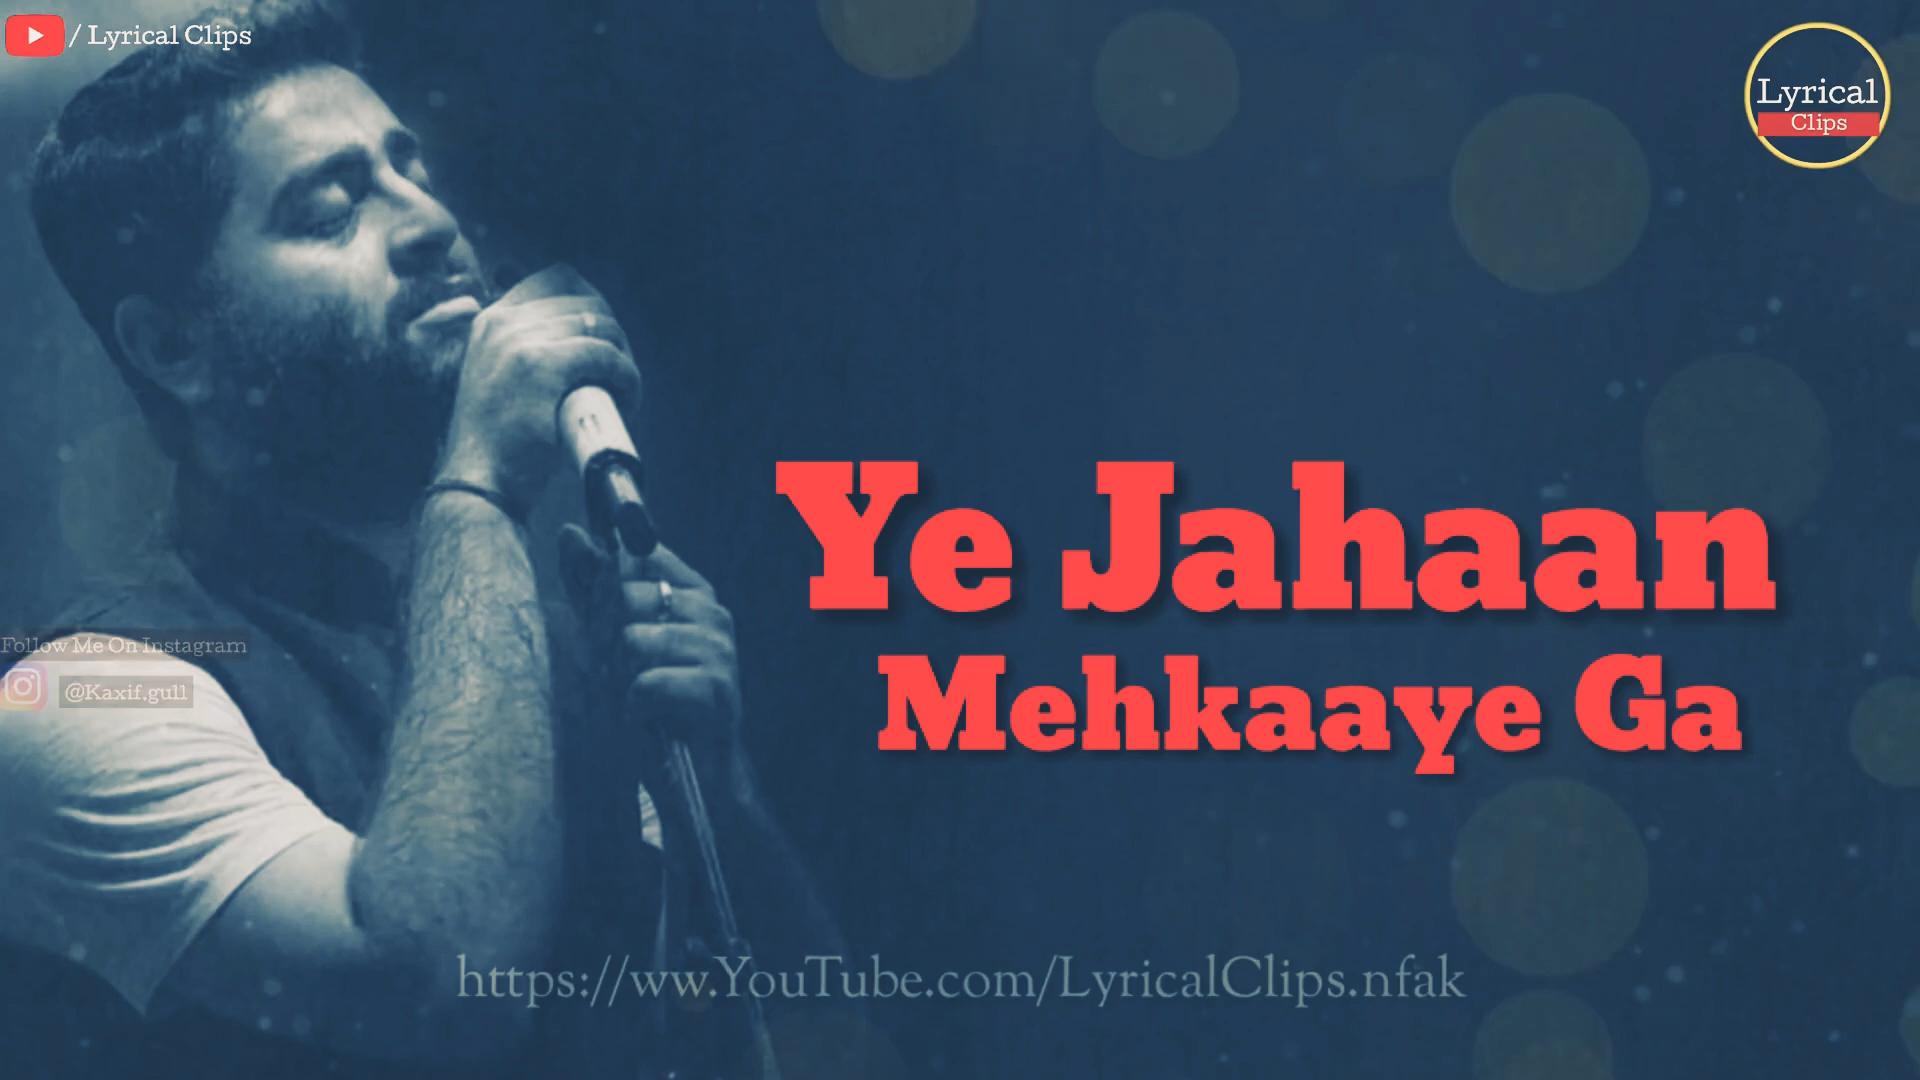 / Lyrical Clips
Lyrical
Clips
Ye Jahaan
Mehkaaye Ga
Follow Me On Instagram
@Kaxif.gull
https://ww.YouTube.com/LyricalClips.nfak